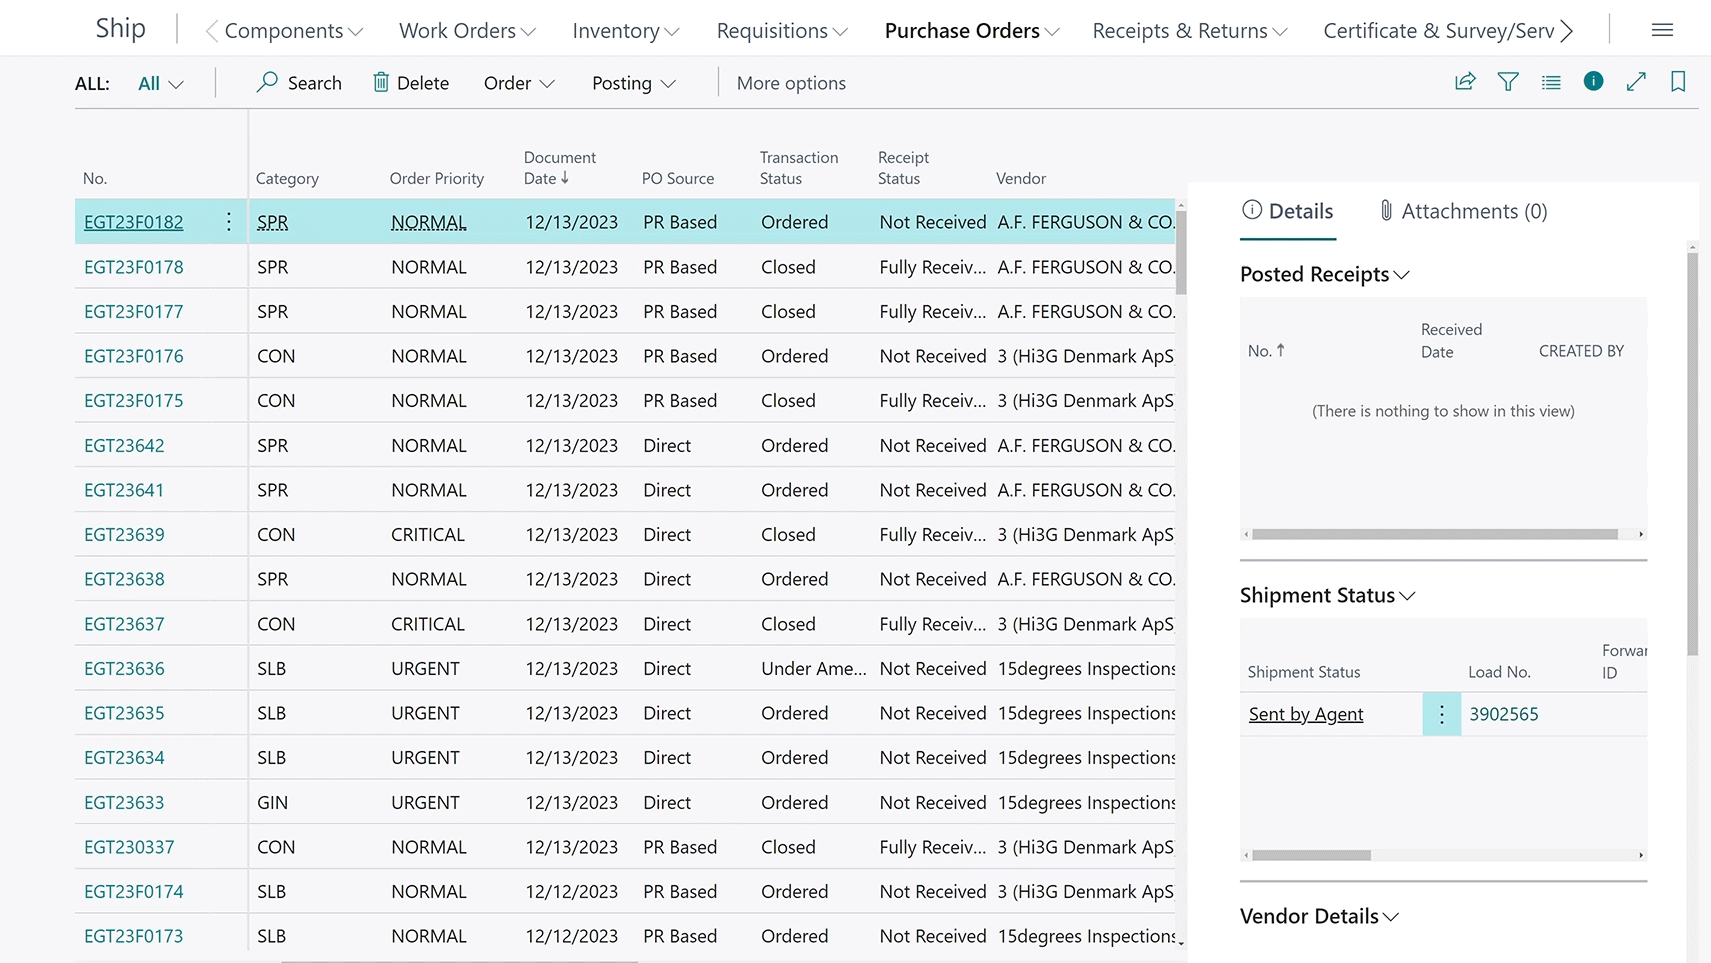 Ship Components Work Orders Inventory Requisitions Purchase Orders Receipts & Returns Certificate & Survey/Serv
ALL: All Search Delete Order Posting More options
No. Category Order Priority Document Date PO Source Transaction Status Receipt Status Vendor
EGT23F0182 SPR NORMAL 12/13/2023 PR Based Ordered Not Received A.F. FERGUSON & CO.
EGT23F0178 SPR NORMAL 12/13/2023 PR Based Closed Fully Receiv... A.F. FERGUSON & CO.
EGT23F0177 SPR NORMAL 12/13/2023 PR Based Closed Fully Receiv... A.F. FERGUSON & CO.
EGT23F0176 CON NORMAL 12/13/2023 PR Based Ordered Not Received 3 (Hi3G Denmark ApS
EGT23F0175 CON NORMAL 12/13/2023 PR Based Closed Fully Receiv... 3 (Hi3G Denmark ApS
EGT23642 SPR NORMAL 12/13/2023 Direct Ordered Not Received A.F. FERGUSON & CO.
EGT23641 SPR NORMAL 12/13/2023 Direct Ordered Not Received A.F. FERGUSON & CO.
EGT23639 CON CRITICAL 12/13/2023 Direct Closed Fully Receiv... 3 (Hi3G Denmark ApS
EGT23638 SPR NORMAL 12/13/2023 Direct Ordered Not Received A.F. FERGUSON & CO.
EGT23637 CON CRITICAL 12/13/2023 Direct Closed Fully Receiv... 3 (Hi3G Denmark ApS
EGT23636 SLB URGENT 12/13/2023 Direct Under Ame... Not Received 15degrees Inspections
EGT23635 SLB URGENT 12/13/2023 Direct Ordered Not Received 15degrees Inspections
EGT23634 SLB URGENT 12/13/2023 Direct Ordered Not Received 15degrees Inspections
EGT23633 GIN URGENT 12/13/2023 Direct Ordered Not Received 15degrees Inspections
EGT230337 CON NORMAL 12/13/2023 PR Based Closed Fully Receiv... 3 (Hi3G Denmark ApS
EGT23F0174 SLB NORMAL 12/12/2023 PR Based Ordered Not Received 3 (Hi3G Denmark ApS
EGT23F0173 SLB NORMAL 12/12/2023 PR Based Ordered Not Received 15degrees Inspections
Details Attachments (0)
Posted Receipts
No. Received Date CREATED BY
(There is nothing to show in this view)
Shipment Status
Shipment Status Load No. Forwar ID
Sent by Agent 3902565
Vendor Details